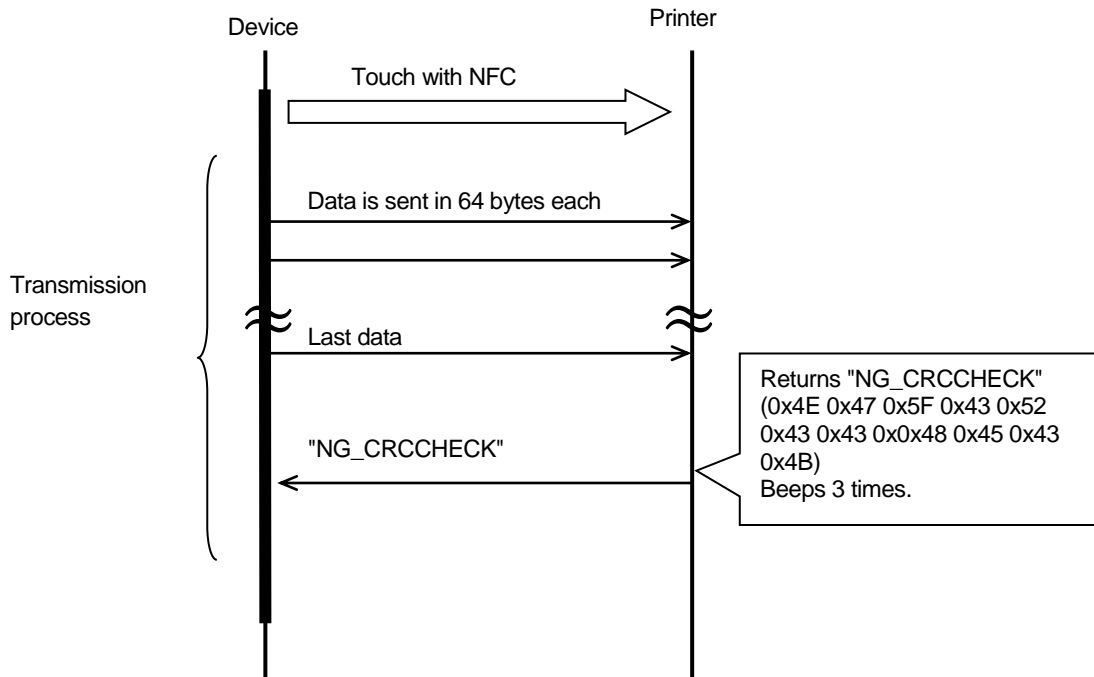 Device
Printer
Touch with NFC
Data is sent in 64 bytes each
Transmission
process
Last data
Returns "NG_CRCCHECK"
(0x4E 0x47 0x5F 0x43 0x52
0x43 0x43 0x0x48 0x45 0x43
0x4B)
Beeps 3 times.
"NG_CRCCHECK"